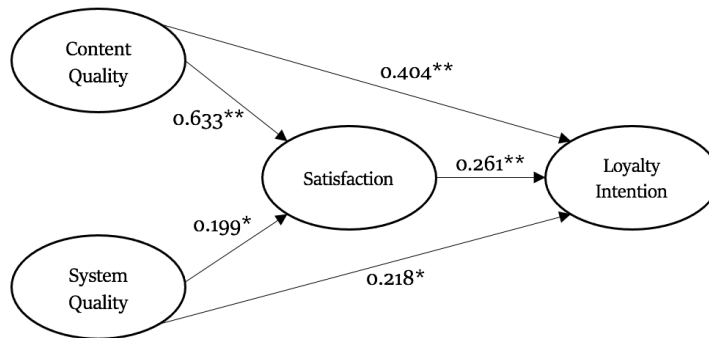 Content
Quality
0.404**
0.633**
Satisfaction
0.261**
Loyalty
Intention
0.199*
System
Quality
0.218*